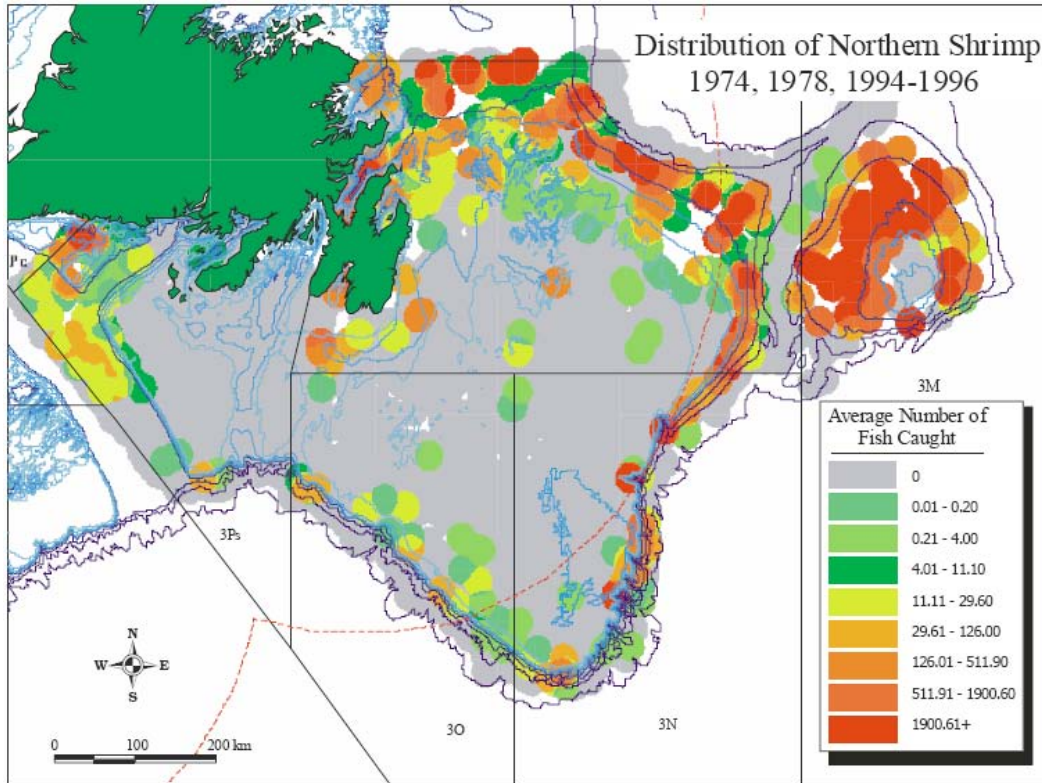 Distribution of Northern Shrimp
1974, 1978, 1994-1996
3M
Average Number of
Fish Caught
0
0.01 - 0.20
0.21 - 4.00
4.01 - 11.10
11.11 - 29.60
29.61 - 126.00
126.01 - 511.90
511.91 - 1900.60
1900.61+
3Ps
N
W E
S
3O
3N
0 100 200 km